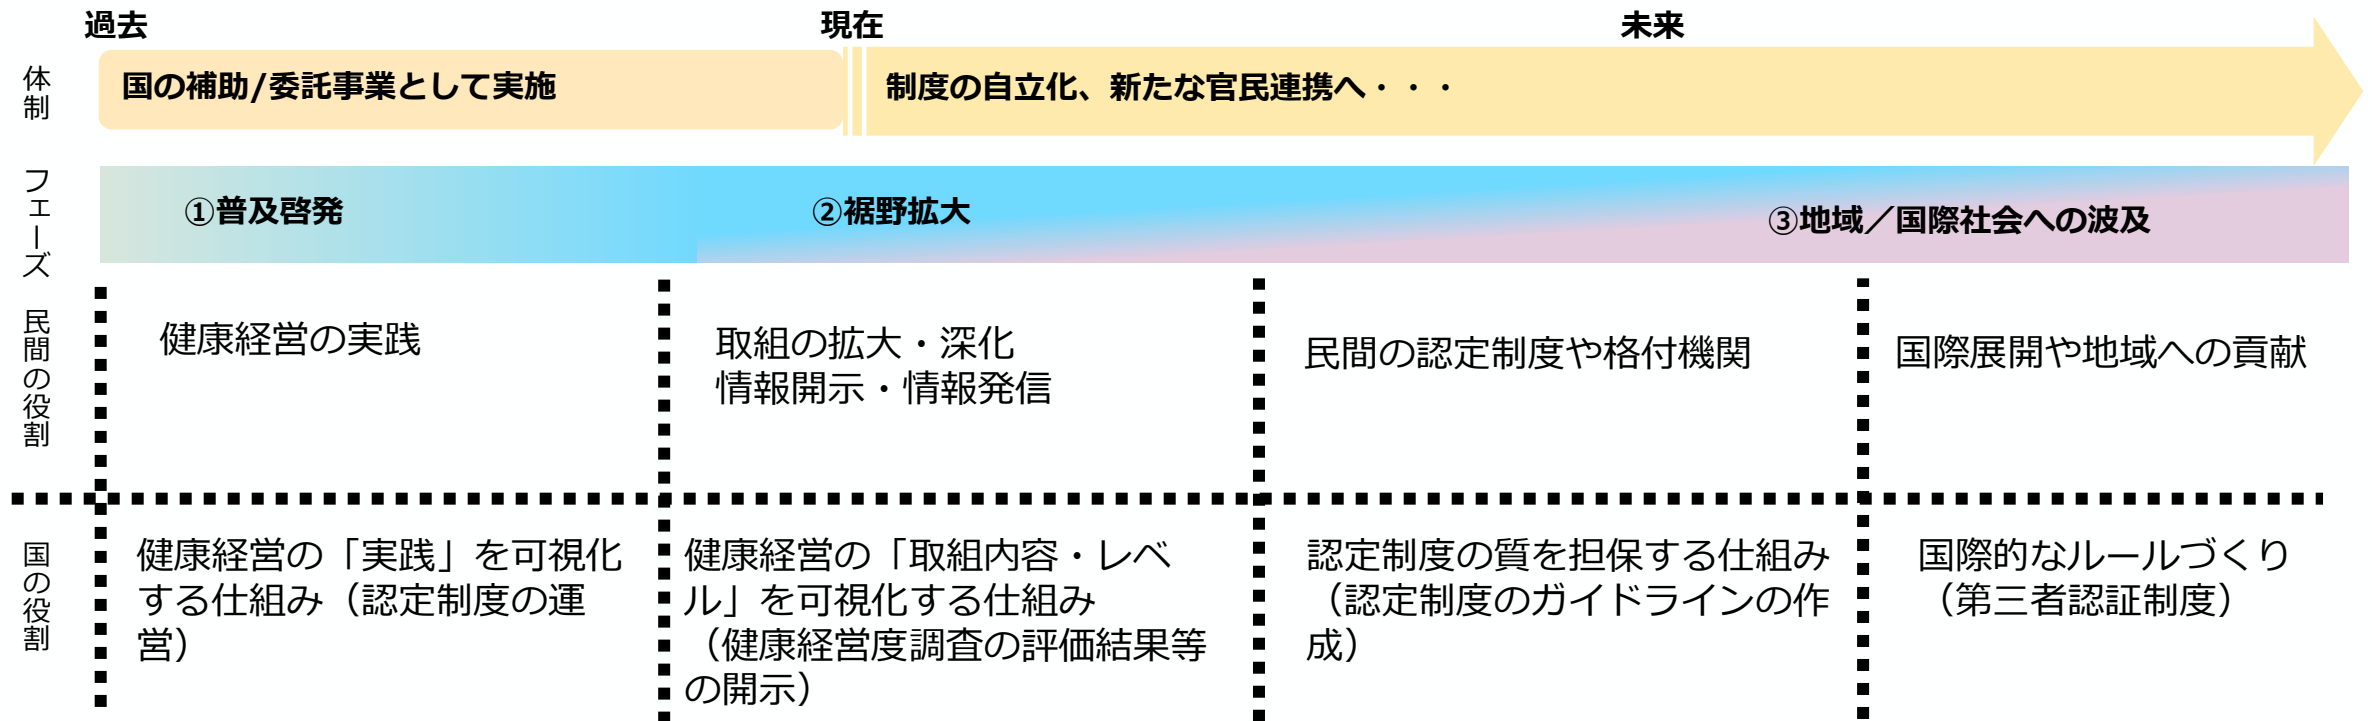 過去
現在
未来
体制
国の補助/委託事業として実施
制度の自立化、新たな官民連携へ・・・
フェーズ
①普及啓発
②裾野拡大
③地域／国際社会への波及
民間の役割
健康経営の実践
取組の拡大・深化
情報開示・情報発信
民間の認定制度や格付機関
国際展開や地域への貢献
国の役割
健康経営の「実践」を可視化
する仕組み（認定制度の運
営）
健康経営の「取組内容・レベ
ル」を可視化する仕組み
（健康経営度調査の評価結果等
の開示）
認定制度の質を担保する仕組み
（認定制度のガイドラインの作
成）
国際的なルールづくり
（第三者認証制度）